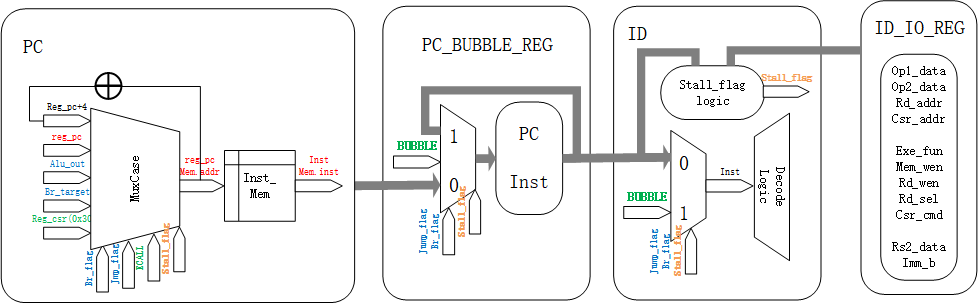 PC
Reg_pc+4
reg_pc
Alu_out
Br_target
Reg_csr(0x30
MuxCase
Br_flag
Jmp_flag
ECALL
Stall_flag
reg_pc
Mem.addr
Inst_
Mem
Inst
Mem.inst
PC_BUBBLE_REG
BUBBLE
1
0
Jump_flag
Br_flag
Stall_flag
PC
Inst
ID
Stall_flag
logic
Stall_flag
0
1
BUBBLE
Jump_flag
Br_flag
Stall_flag
Inst
Decode
Logic
ID_IO_REG
Op1_data
Op2_data
Rd_addr
Csr_addr
Exe_fun
Mem_wen
Rd_wen
Rd_sel
Csr_cmd
Rs2_data
Imm_b